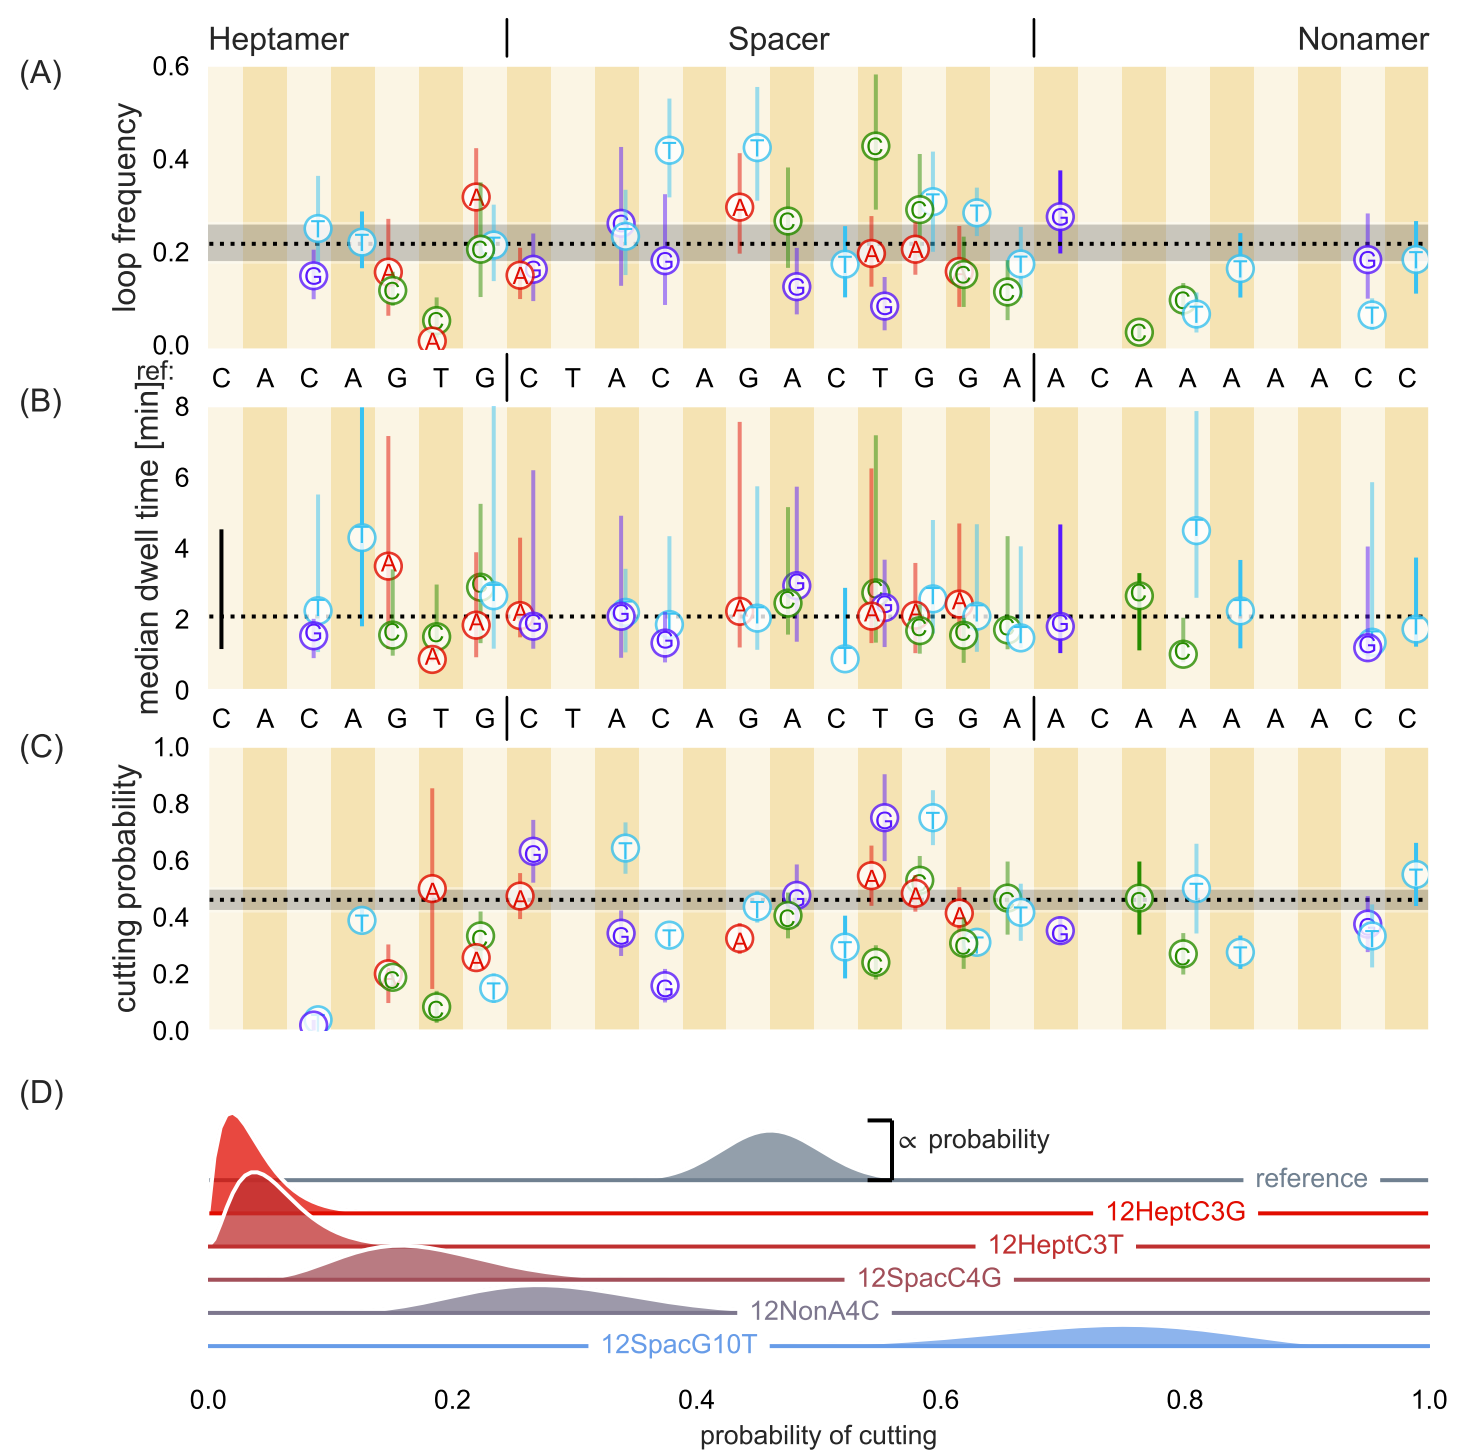 Heptamer Spacer Nonamer
(A)
loop frequency
0.6
0.4
0.2
0.0
T G T A C C A A C T A G G T T G A T C G T C A G C A T A C T C T G C C T T G T T
ref: C A C A G T G C T A C A G A C T G G A A C A A A A A C C
(B)
median dwell time [min]
8
6
4
2
0
T G T A C C A C A T A G T G T G A T C G T C A G A C T A C T C T G C C T T T G T
C A C A G T G C T A C A G A C T G G A A C A A A A A C C
(C)
cutting probability
1.0
0.8
0.6
0.4
0.2
0.0
T A C A C C A T A G G T T G A T G C T A C G C A T A C T C T G C C T T G T T
(D)
∝ probability
reference
12HeptC3G
12HeptC3T
12SpacC4G
12NonA4C
12SpacG10T
0.0 0.2 0.4 0.6 0.8 1.0
probability of cutting